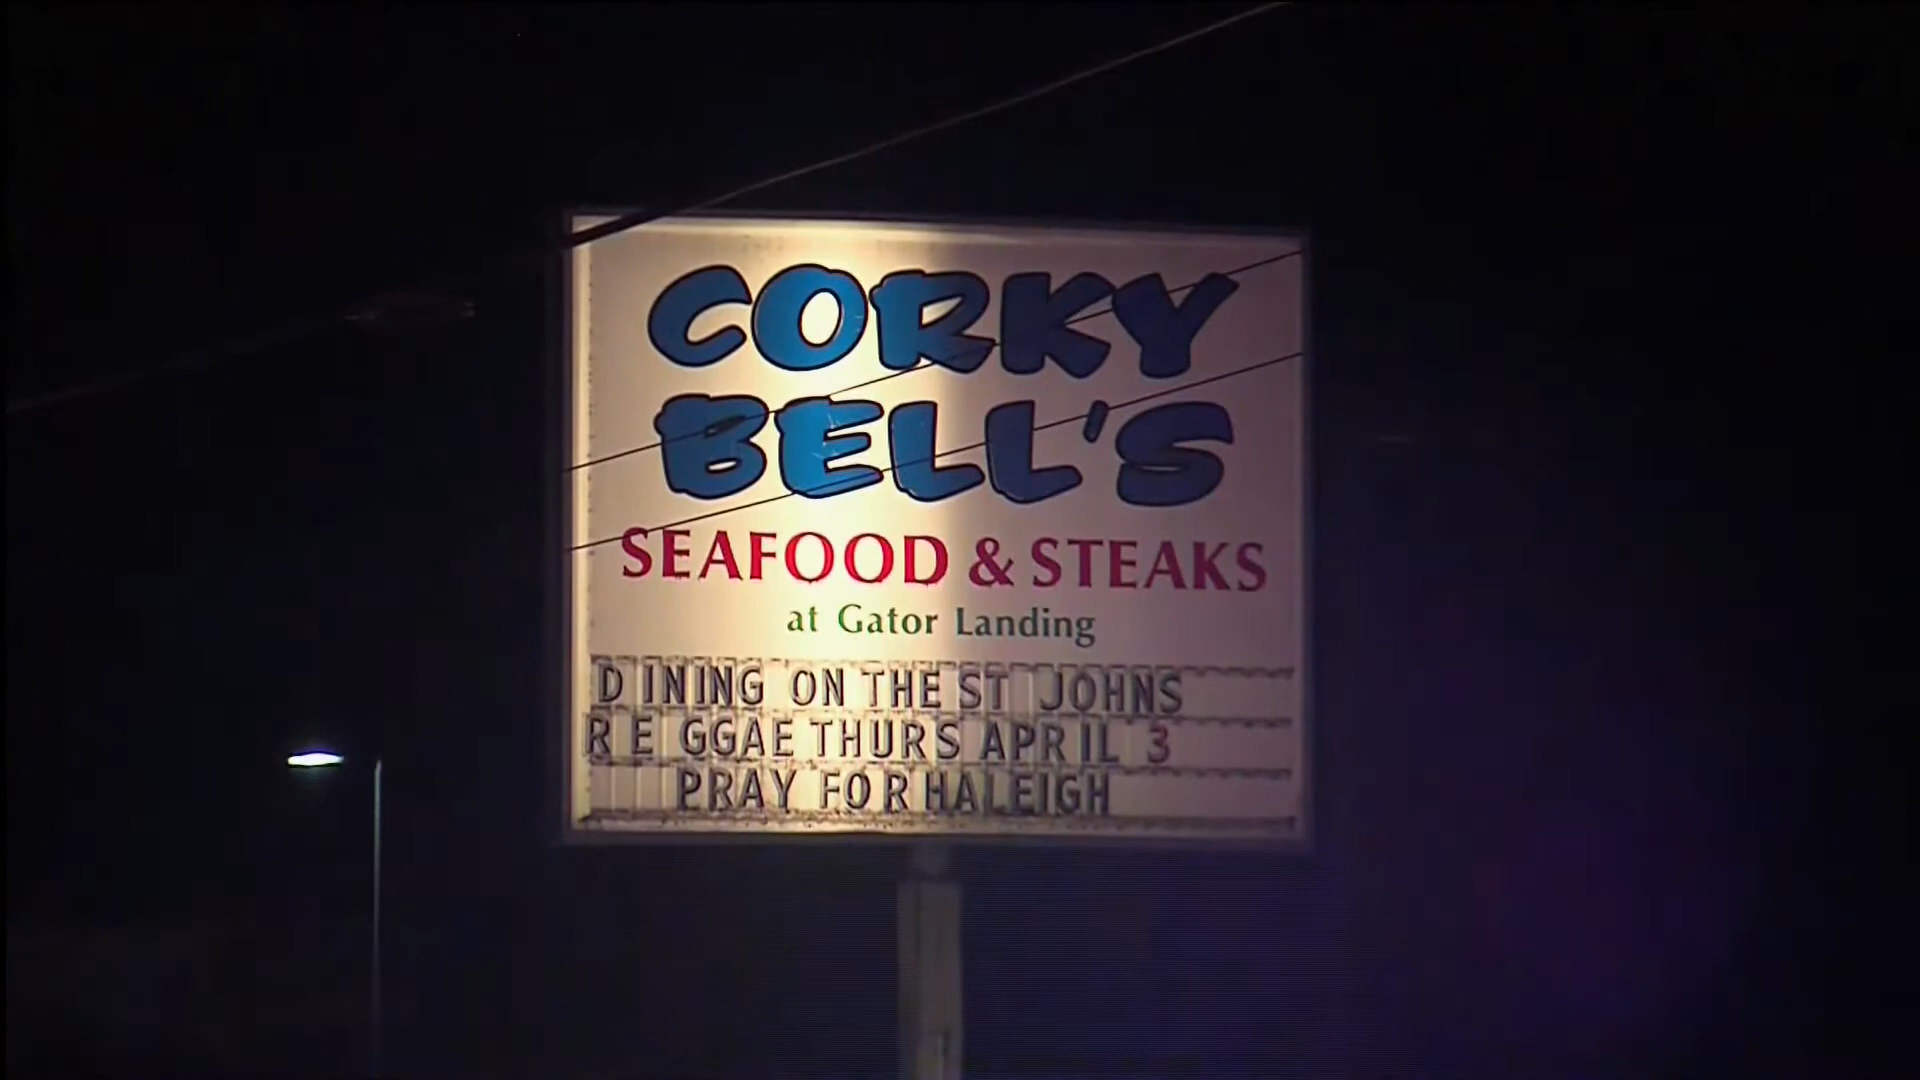 CORKY
BELL'S
SEAFOOD & STEAKS
at Gator Landing
DINING ON THE ST JOHNS
REGGAE THURS APRIL 3
PRAY FOR HALEIGH